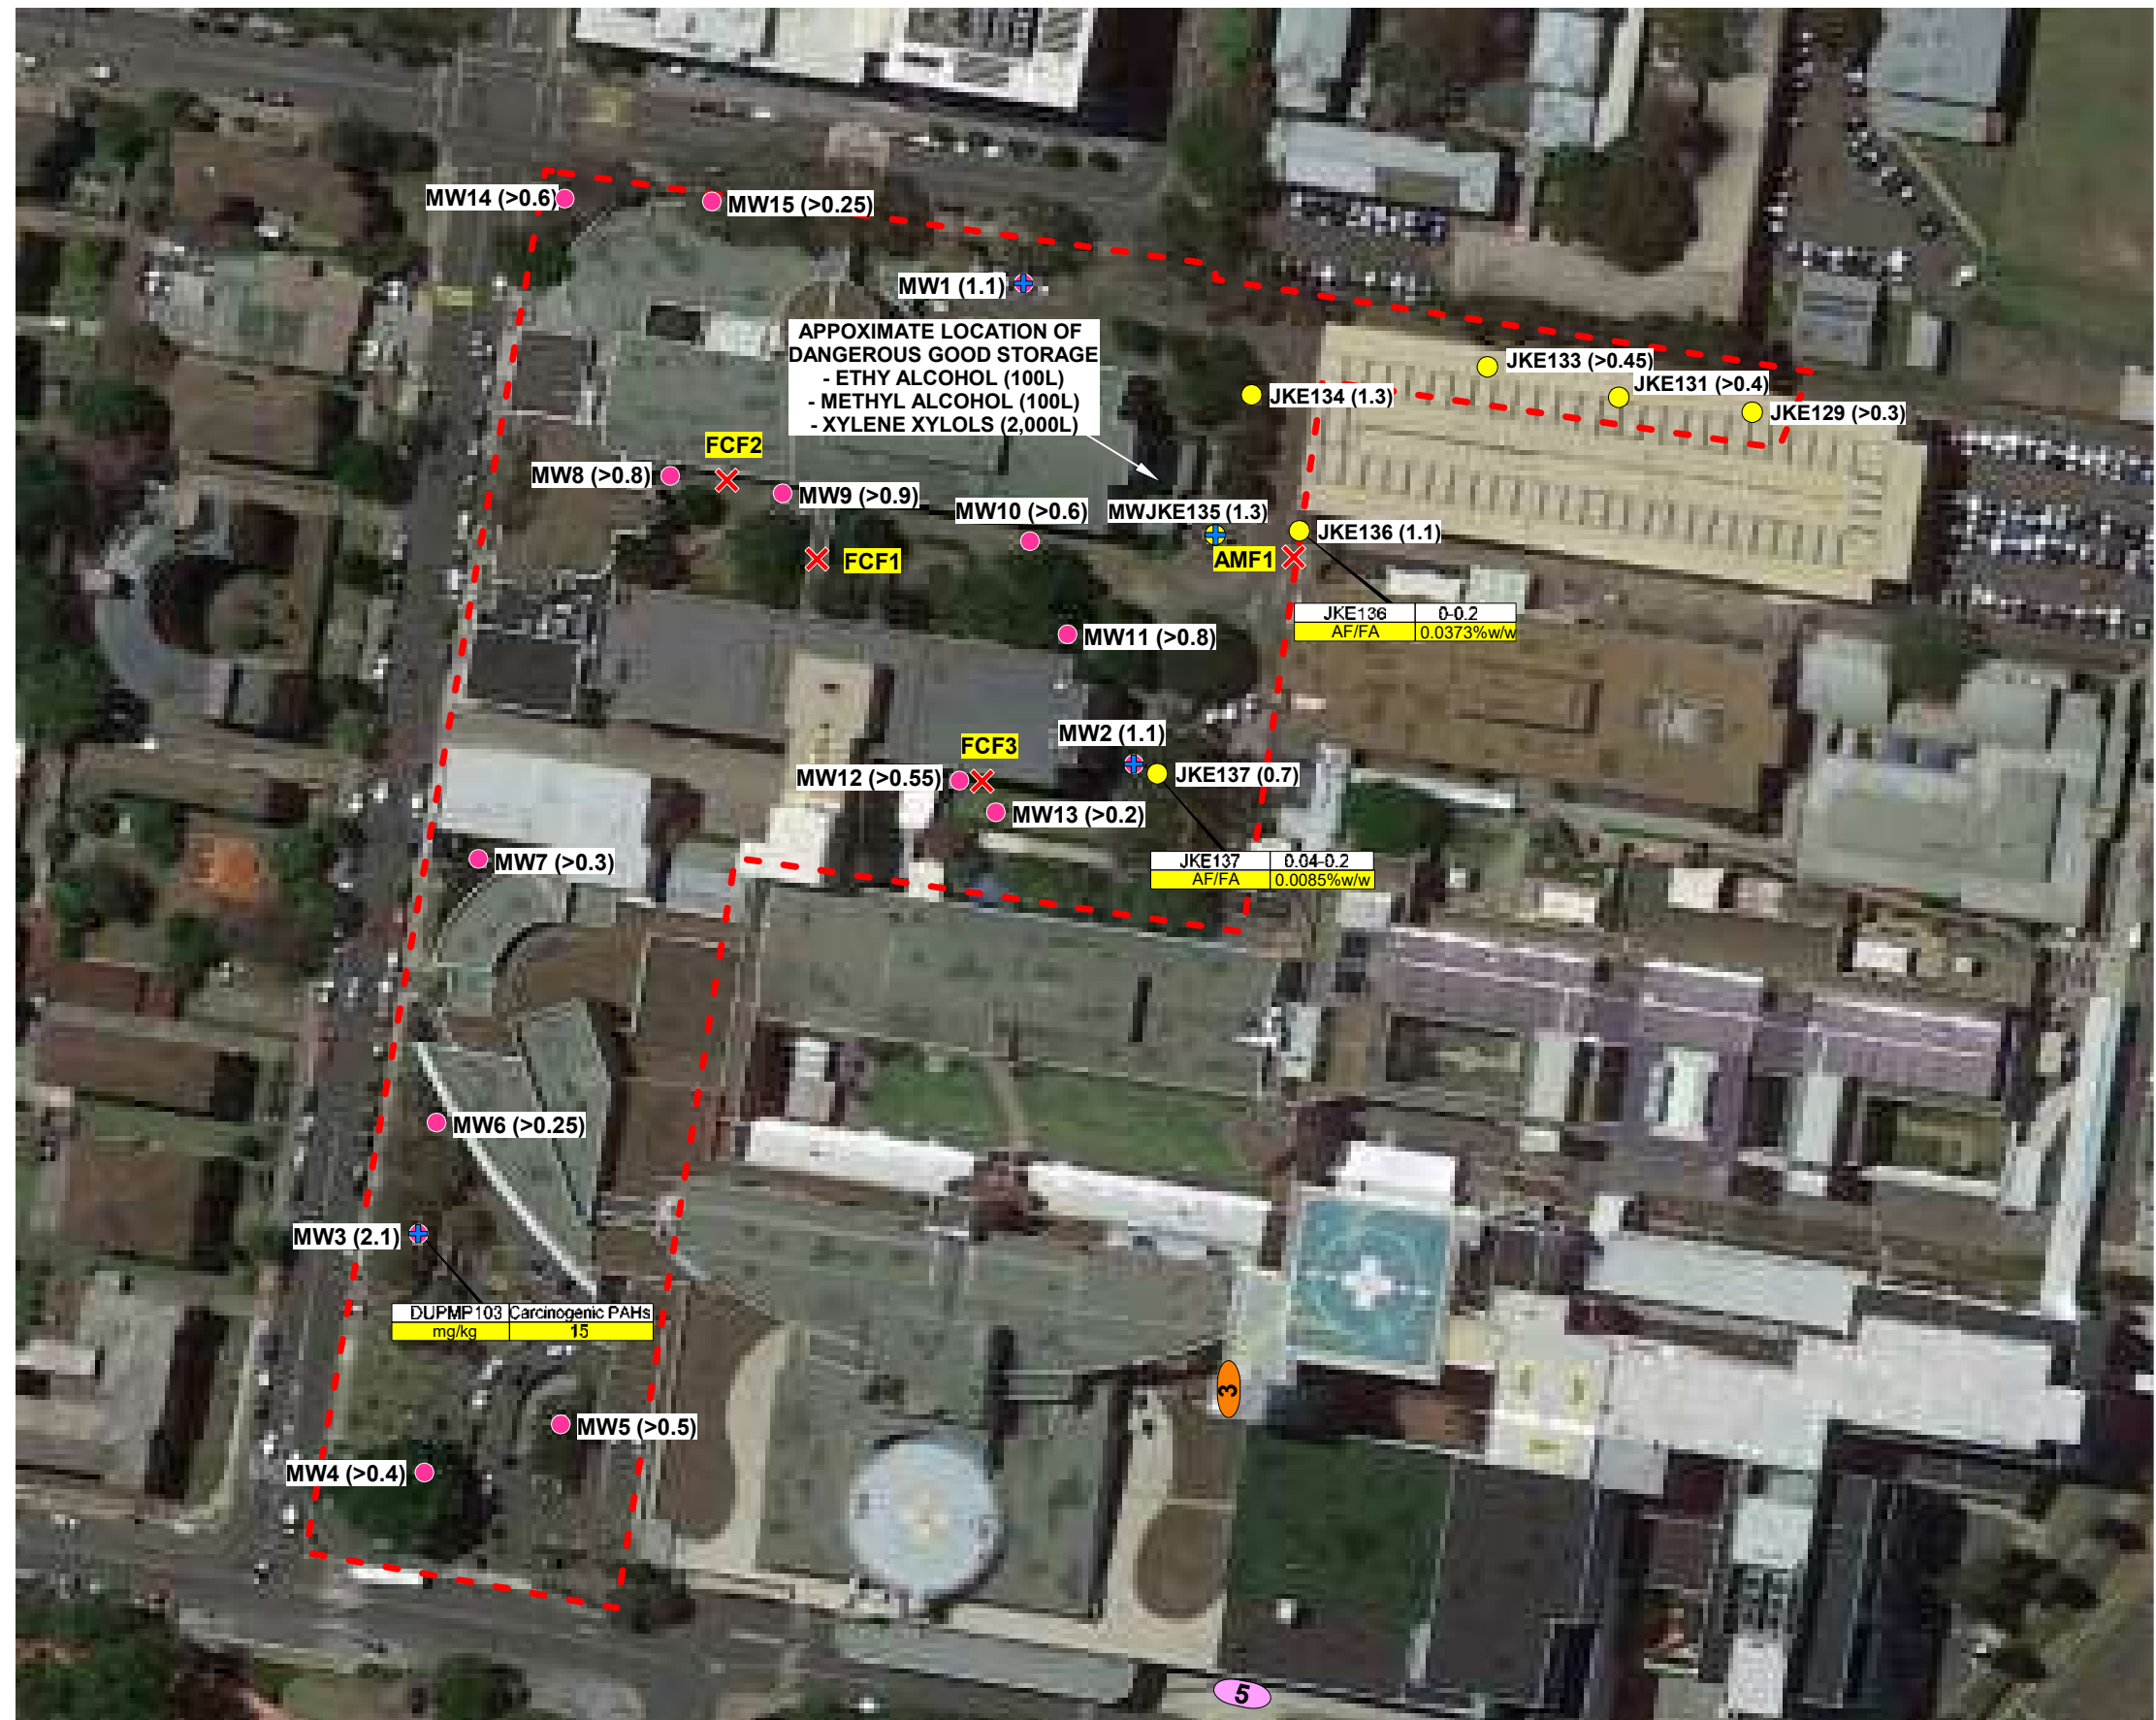 MW14 (>0.6)
MW15 (>0.25)
MW1 (1.1)
APPOXIMATE LOCATION OF
DANGEROUS GOOD STORAGE
- ETHY ALCOHOL (100L)
- METHYL ALCOHOL (100L)
- XYLENE XYLOLS (2,000L)
JKE133 (>0.45)
JKE131 (>0.4)
JKE134 (1.3)
JKE129 (>0.3)
FCF2
MW8 (>0.8)
MW9 (>0.9)
MW10 (>0.6)
MWJKE135 (1.3)
JKE136 (1.1)
FCF1
AMF1
JKE136 0-0.2
AF/FA 0.0373%w/w
MW11 (>0.8)
MW2 (1.1)
FCF3
MW12 (>0.55)
JKE137 (0.7)
MW13 (>0.2)
MW7 (>0.3)
JKE137 0.04-0.2
AF/FA 0.0085%w/w
MW6 (>0.25)
MW3 (2.1)
DUPMP103 Carcinogenic PAHs
mg/kg 15
3
MW5 (>0.5)
MW4 (>0.4)
5